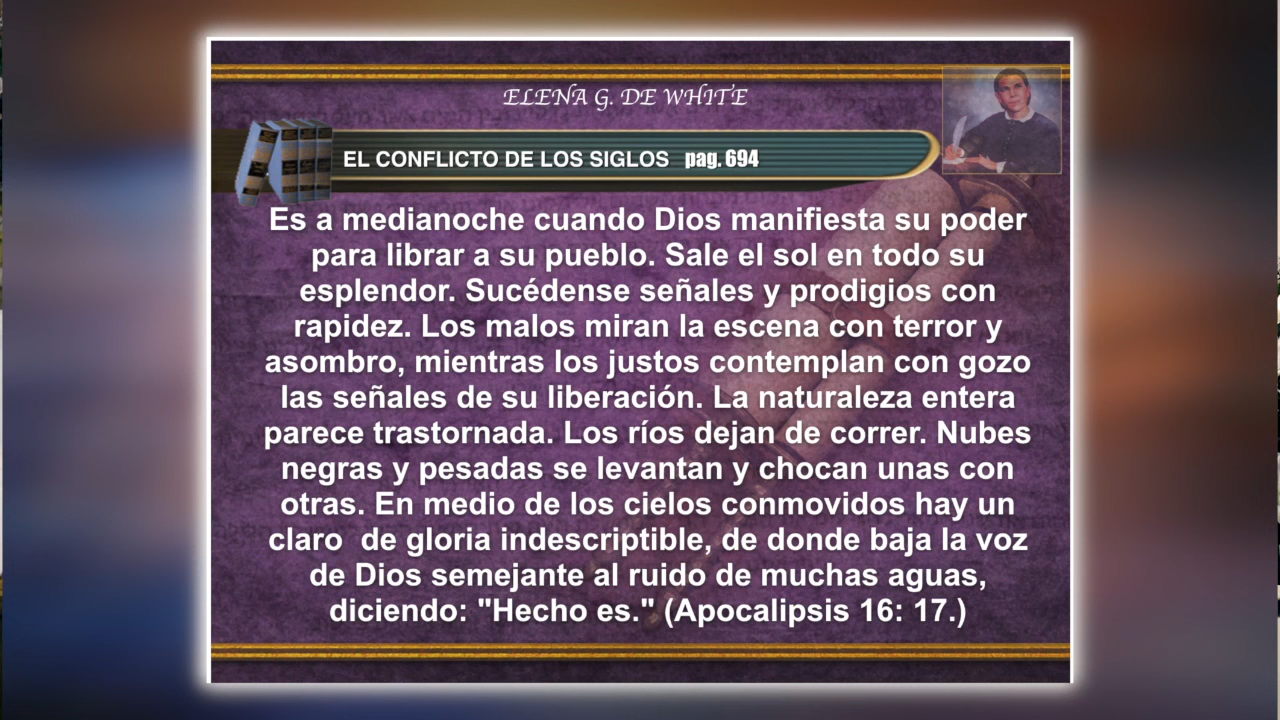 ELENA G. DE WHITE
EL CONFLICTO DE LOS SIGLOS pag. 694
Es a medianoche cuando Dios manifiesta su poder
para librar a su pueblo. Sale el sol en todo su
esplendor. Sucédense señales y prodigios con
rapidez. Los malos miran la escena con terror y
asombro, mientras los justos contemplan con gozo
las señales de su liberación. La naturaleza entera
parece trastornada. Los ríos dejan de correr. Nubes
negras y pesadas se levantan y chocan unas con
otras. En medio de los cielos conmovidos hay un
claro  de gloria indescriptible, de donde baja la voz
de Dios semejante al ruido de muchas aguas,
diciendo: "Hecho es." (Apocalipsis 16: 17.)